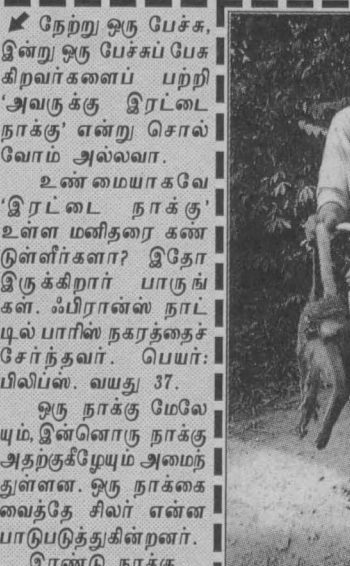 நேற்று ஒரு பேச்சு,
இன்று ஒரு பேச்சுப் பேசு
கிறவர்களைப் பற்றி
‘அவருக்கு இரட்டை
நாக்கு’ என்று சொல்
வோம் அல்லவா.
உண்மையாகவே
‘இரட்டை நாக்கு’
உள்ள மனிதரை கண்
டுள்ளீர்களா? இதோ
இருக்கிறார் பாருங்
கள். ஃபிரான்ஸ் நாட்
டில் பாரிஸ் நகரத்தைச்
சேர்ந்தவர். பெயர்:
பிலிப்ஸ். வயது 37.
ஒரு நாக்கு மேலே
யும், இன்னொரு நாக்கு
அதற்குகீழேயும் அமைந்
துள்ளன. ஒரு நாக்கை
வைத்தே சிலர் என்ன
பாடுபடுத்துகின்றனர்.
இரண்டு நாக்கு